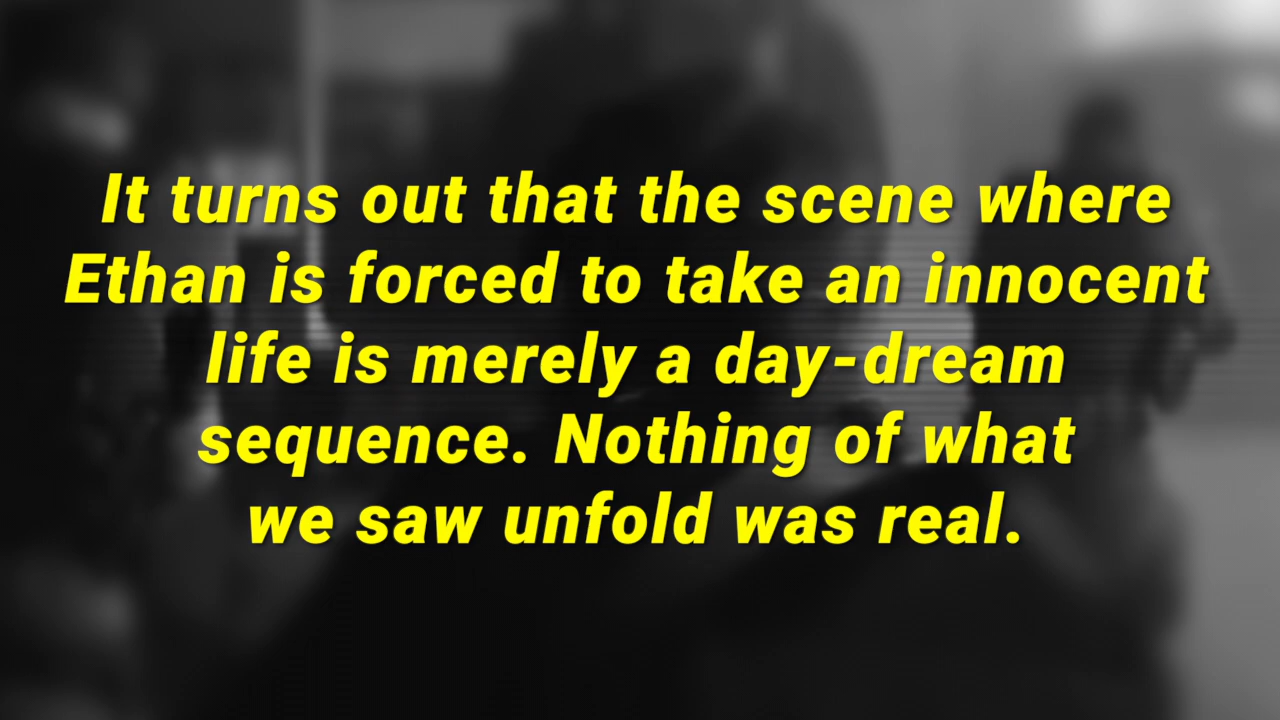 It turns out that the scene where
Ethan is forced to take an innocent
life is merely a day-dream
sequence. Nothing of what
we saw unfold was real.